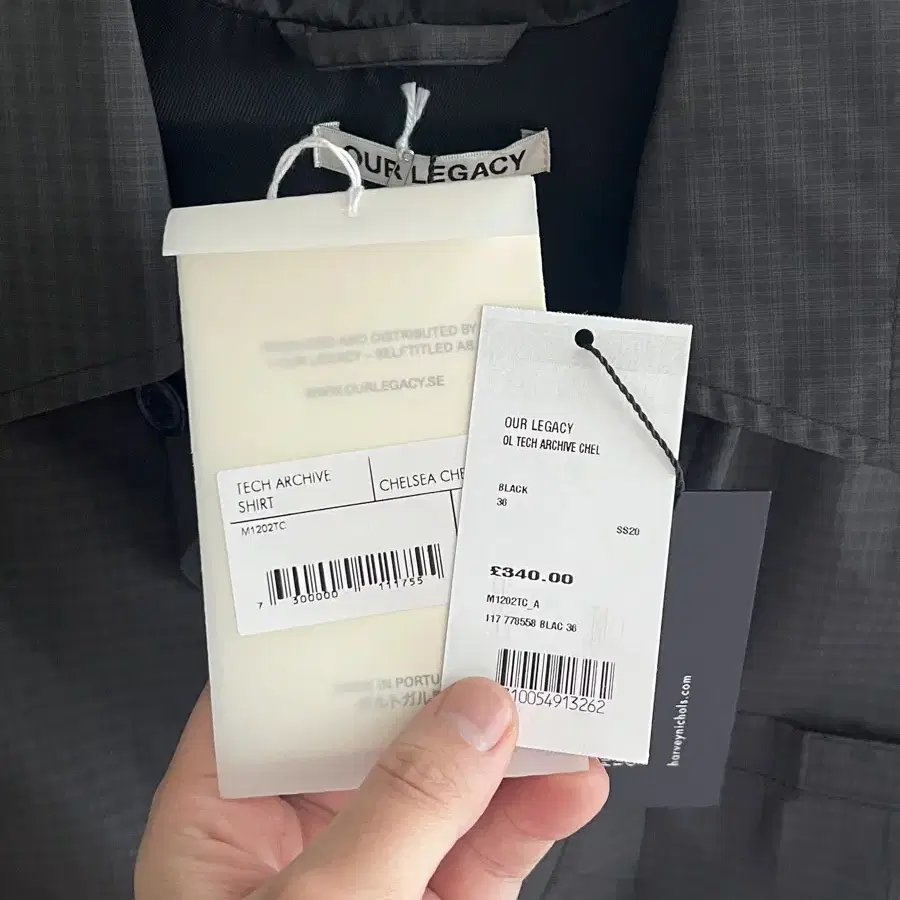 OUR LEGACY
AND DISTRIBUTED BY
OUR LEGACY - SELFTITLED AB
WWW.OURLEGACY.SE
TECH ARCHIVE
SHIRT
CHELSEA CHE
M1202TC
7 300000 111755
IN PORTU
OUR LEGACY
OL TECH ARCHIVE CHEL
BLACK
36
SS20
£340.00
M1202TC_A
117 778558 BLAC 36
10054913262
harveynichols.com